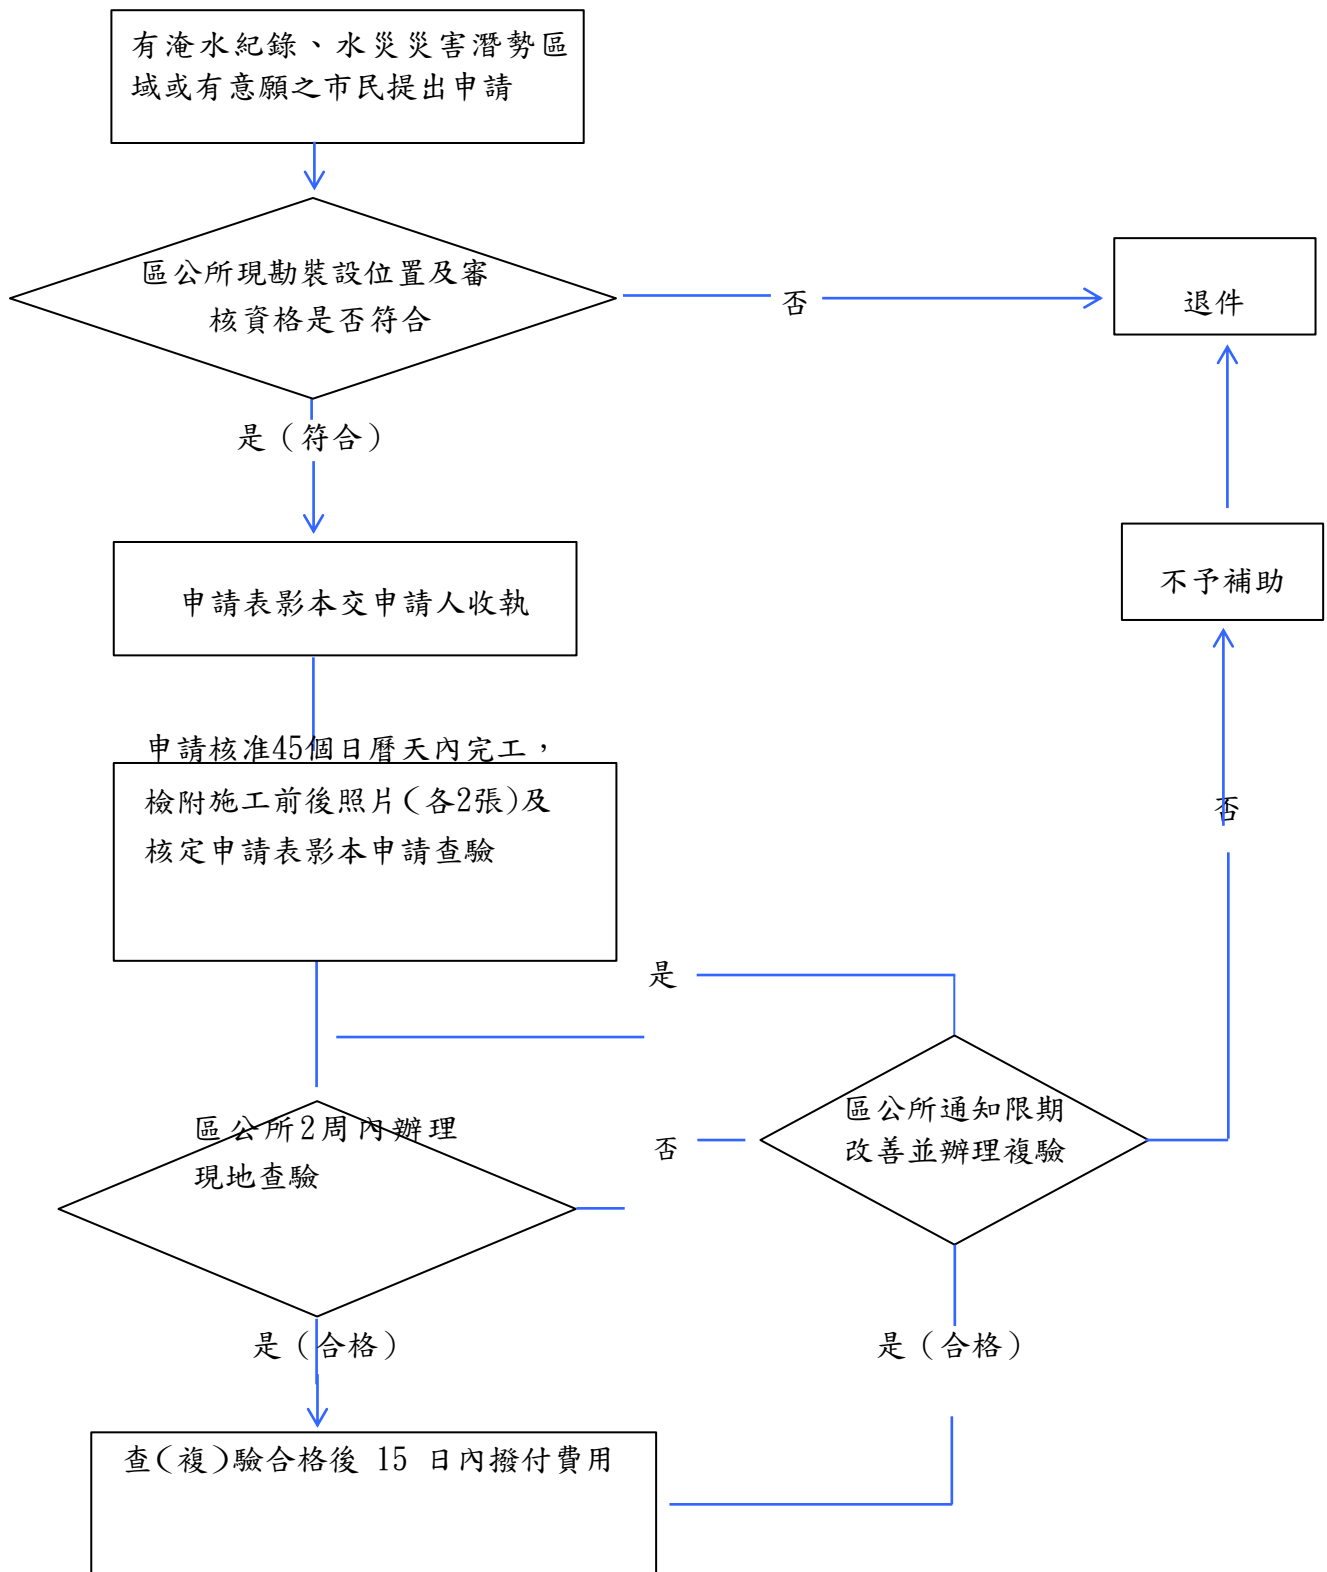 有淹水紀錄、水災災害潛勢區
域或有意願之市民提出申請
區公所現勘裝設位置及審
核資格是否符合
否
退件
是（符合）
申請表影本交申請人收執
不予補助
申請核准45個日曆天內完工，
檢附施工前後照片(各2張)及
核定申請表影本申請查驗
否
是
區公所2周內辦理
現地查驗
否
區公所通知限期
改善並辦理複驗
是（合格）
是（合格）
查(複)驗合格後 15 日內撥付費用